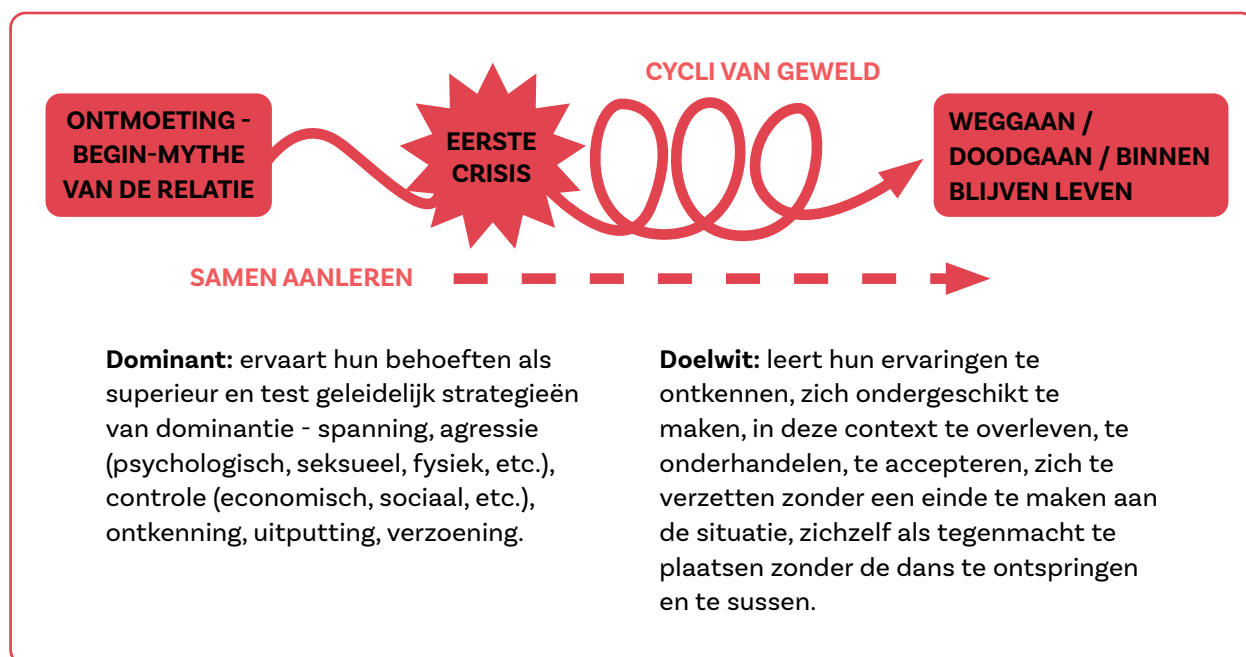 CYCLI VAN GEWELD
ONTMOETING -
BEGIN-MYTHE
VAN DE RELATIE
EERSTE
CRISIS
WEGGAAN /
DOODGAAN / BINNEN
BLIJVEN LEVEN
SAMEN AANLEREN
Dominant: ervaart hun behoeften als
superieur en test geleidelijk strategieën
van dominantie - spanning, agressie
(psychologisch, seksueel, fysiek, etc.),
controle (economisch, sociaal, etc.),
ontkenning, uitputting, verzoening.
Doelwit: leert hun ervaringen te
ontkennen, zich ondergeschikt te
maken, in deze context te overleven, te
onderhandelen, te accepteren, zich te
verzetten zonder een einde te maken aan
de situatie, zichzelf als tegenmacht te
plaatsen zonder de dans te ontspringen
en te sussen.